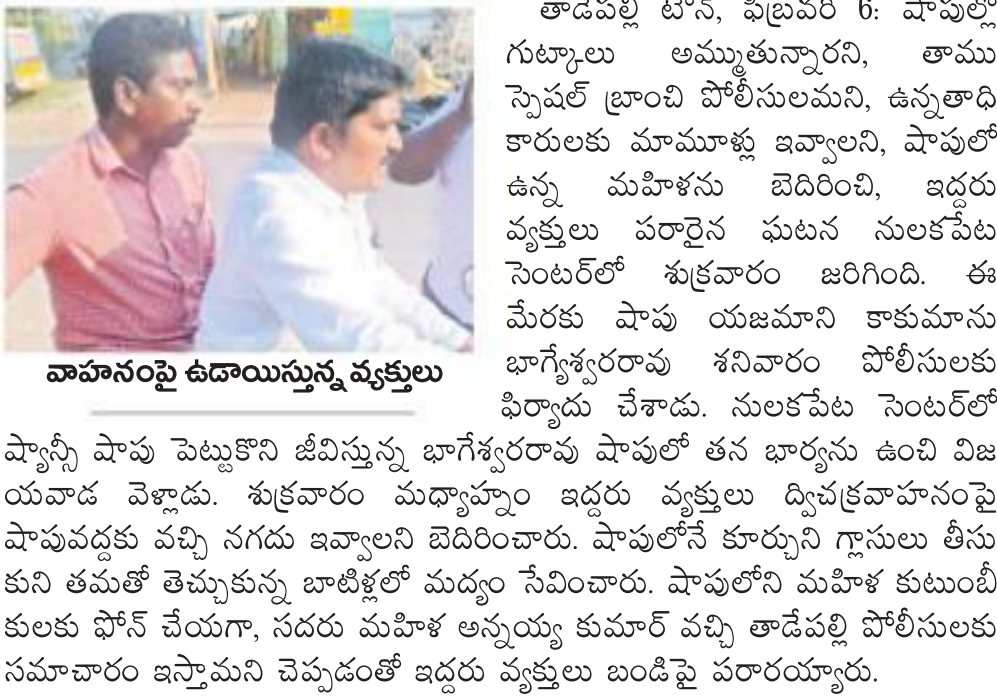 తాడేపల్లి టౌన్, ఫిబ్రవరి 6: షాపుల్లో
గుట్కాలు అమ్ముతున్నారని, తాము
స్పెషల్ బ్రాంచి పోలీసులమని, ఉన్నతాధి
కారులకు మామూళ్లు ఇవ్వాలని, షాపులో
ఉన్న మహిళను బెదిరించి, ఇద్దరు
వ్యక్తులు పరారైన ఘటన నులకపేట
సెంటర్‌లో శుక్రవారం జరిగింది. ఈ
మేరకు షాపు యజమాని కాకుమాను
భాగ్యేశ్వరరావు శనివారం పోలీసులకు
ఫిర్యాదు చేశాడు. నులకపేట సెంటర్‌లో
ష్యాన్సీ షాపు పెట్టుకొని జీవిస్తున్న భాగేశ్వరరావు షాపులో తన భార్యను ఉంచి విజ
యవాడ వెళ్లాడు. శుక్రవారం మధ్యాహ్నం ఇద్దరు వ్యక్తులు ద్విచక్రవాహనంపై
షాపువద్దకు వచ్చి నగదు ఇవ్వాలని బెదిరించారు. షాపులోనే కూర్చుని గ్లాసులు తీసు
కుని తమతో తెచ్చుకున్న బాటిళ్లలో మద్యం సేవించారు. షాపులోని మహిళ కుటుంబీ
కులకు ఫోన్ చేయగా, సదరు మహిళ అన్నయ్య కుమార్ వచ్చి తాడేపల్లి పోలీసులకు
సమాచారం ఇస్తామని చెప్పడంతో ఇద్దరు వ్యక్తులు బండిపై పరారయ్యారు.
వాహనంపై ఉడాయిస్తున్న వ్యక్తులు